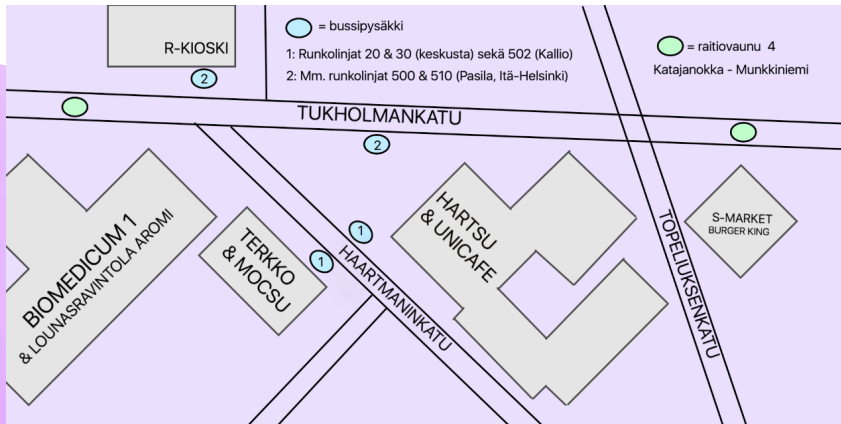 R-KIOSKI
2
= bussipysäkki
1: Runkolinjat 20 & 30 (keskusta) sekä 502 (Kallio)
2: Mm. runkolinjat 500 & 510 (Pasila, Itä-Helsinki)
= raitiovaunu 4
Katajanokka - Munkkiniemi
TUKHOLMANKATU
2
BIOMEDICUM 1
& LOUNASRAVINTOLA AROMI
TERKKO
& MOCSU
1
1
HAARTMANINKATU
HARTSU
& UNICAFE
TOPELIUKSENKATU
S-MARKET
BURGER KING